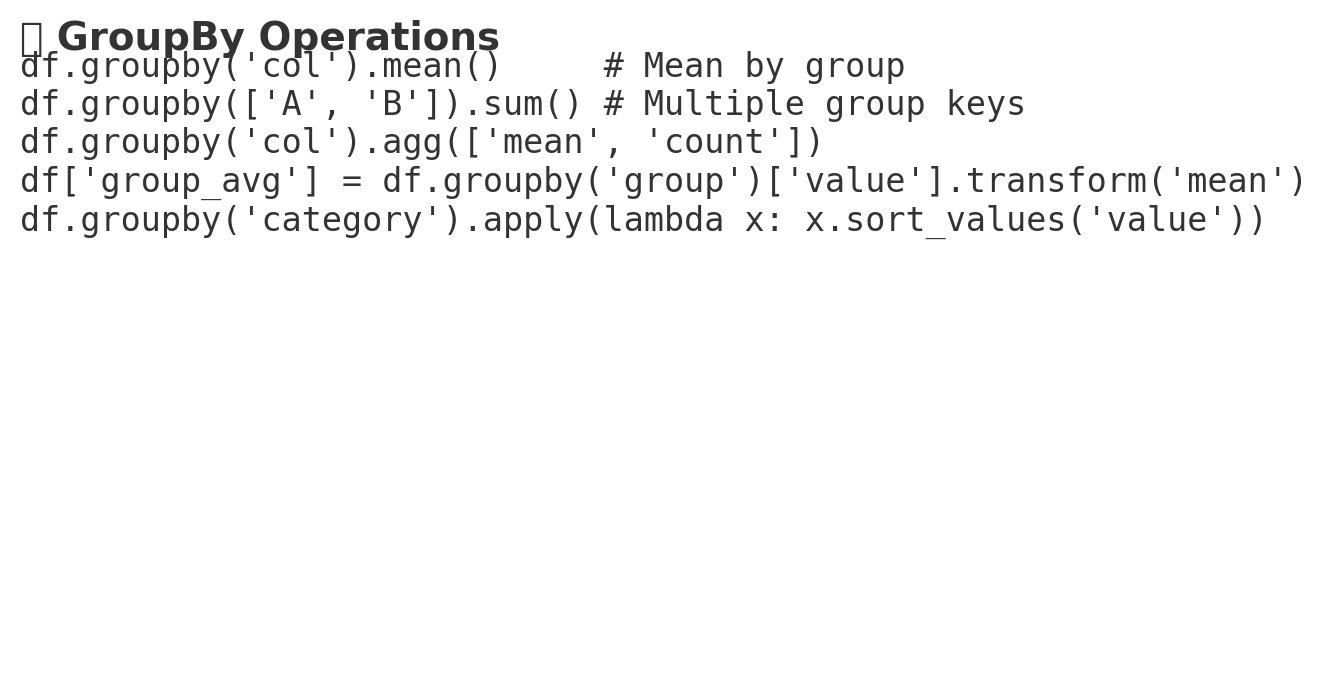 GroupBy Operations
df.groupby('col').mean()     # Mean by group
df.groupby(['A', 'B']).sum() # Multiple group keys
df.groupby('col').agg(['mean', 'count'])
df['group_avg'] = df.groupby('group')['value'].transform('mean')
df.groupby('category').apply(lambda x: x.sort_values('value'))